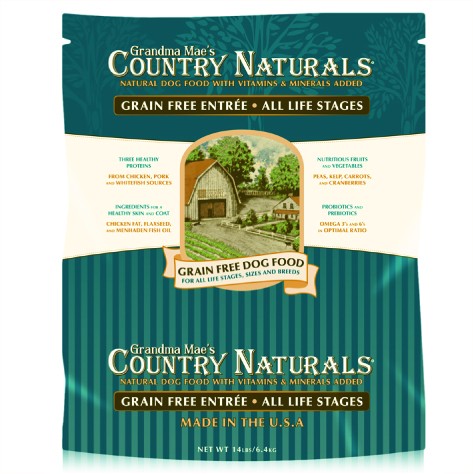 Grandma Mae's
COUNTRY NATURALS®
NATURAL DOG FOOD WITH VITAMINS & MINERALS ADDED
GRAIN FREE ENTRÉE • ALL LIFE STAGES
THREE HEALTHY
PROTEINS
FROM CHICKEN, PORK
AND WHITEFISH SOURCES
INGREDIENTS FOR A
HEALTHY SKIN AND COAT
CHICKEN FAT, FLAXSEED,
AND MENHADEN FISH OIL
NUTRITIOUS FRUITS
AND VEGETABLES
PEAS, KELP, CARROTS,
AND CRANBERRIES
PROBIOTICS AND
PREBIOTICS
OMEGA 3'S AND 6'S
IN OPTIMAL RATIO
GRAIN FREE DOG FOOD
FOR ALL LIFE STAGES, SIZES AND BREEDS
Grandma Mae's
COUNTRY NATURALS®
NATURAL DOG FOOD WITH VITAMINS & MINERALS ADDED
GRAIN FREE ENTRÉE • ALL LIFE STAGES
MADE IN THE U.S.A
NET WT 14LBS/6.4KG